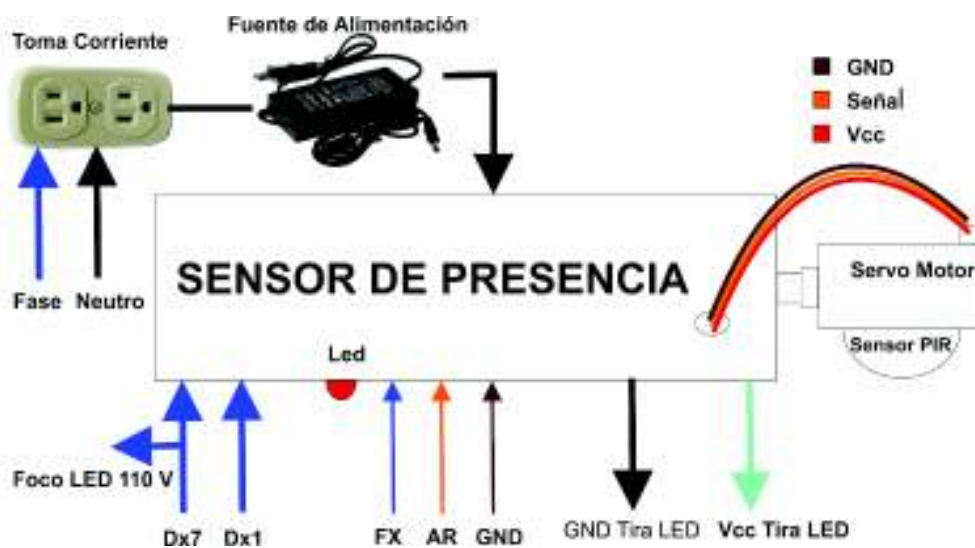 Fuente de Alimentación
Toma Corriente
GND
Señal
Vcc
SENSOR DE PRESENCIA
Servo Motor
Fase Neutro
Sensor PIR
Led
Foco LED 110 V
Dx7 Dx1 FX AR GND GND Tira LED Vcc Tira LED